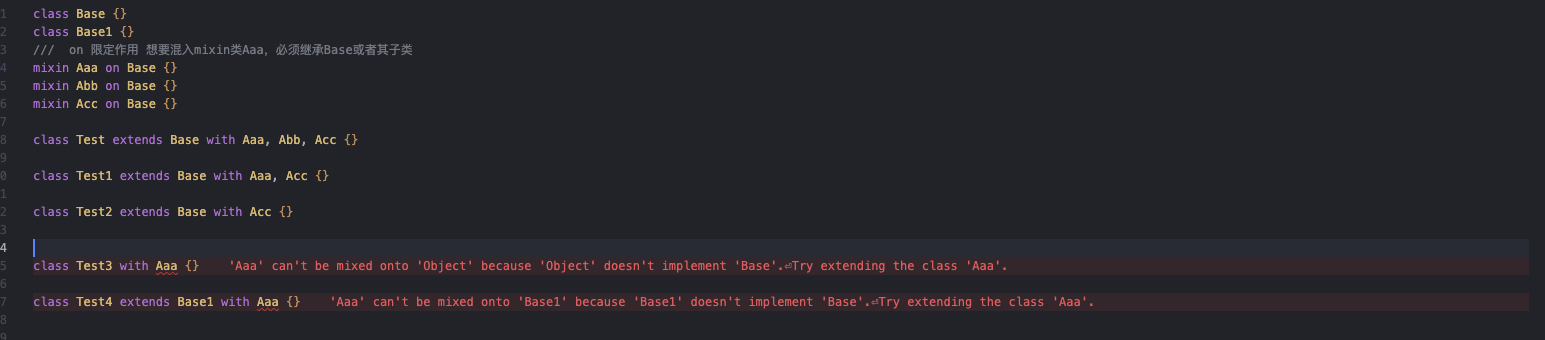 1 class Base {}
2 class Base1 {}
3 /// on 限定作用 想要混入mixin类Aaa，必须继承Base或者其子类
4 mixin Aaa on Base {}
5 mixin Abb on Base {}
6 mixin Acc on Base {}
7
8 class Test extends Base with Aaa, Abb, Acc {}
9
0 class Test1 extends Base with Aaa, Acc {}
1
2 class Test2 extends Base with Acc {}
3
4
5 class Test3 with Aaa {} 'Aaa' can't be mixed onto 'Object' because 'Object' doesn't implement 'Base'.⏎Try extending the class 'Aaa'.
6
7 class Test4 extends Base1 with Aaa {} 'Aaa' can't be mixed onto 'Base1' because 'Base1' doesn't implement 'Base'.⏎Try extending the class 'Aaa'.
8
9